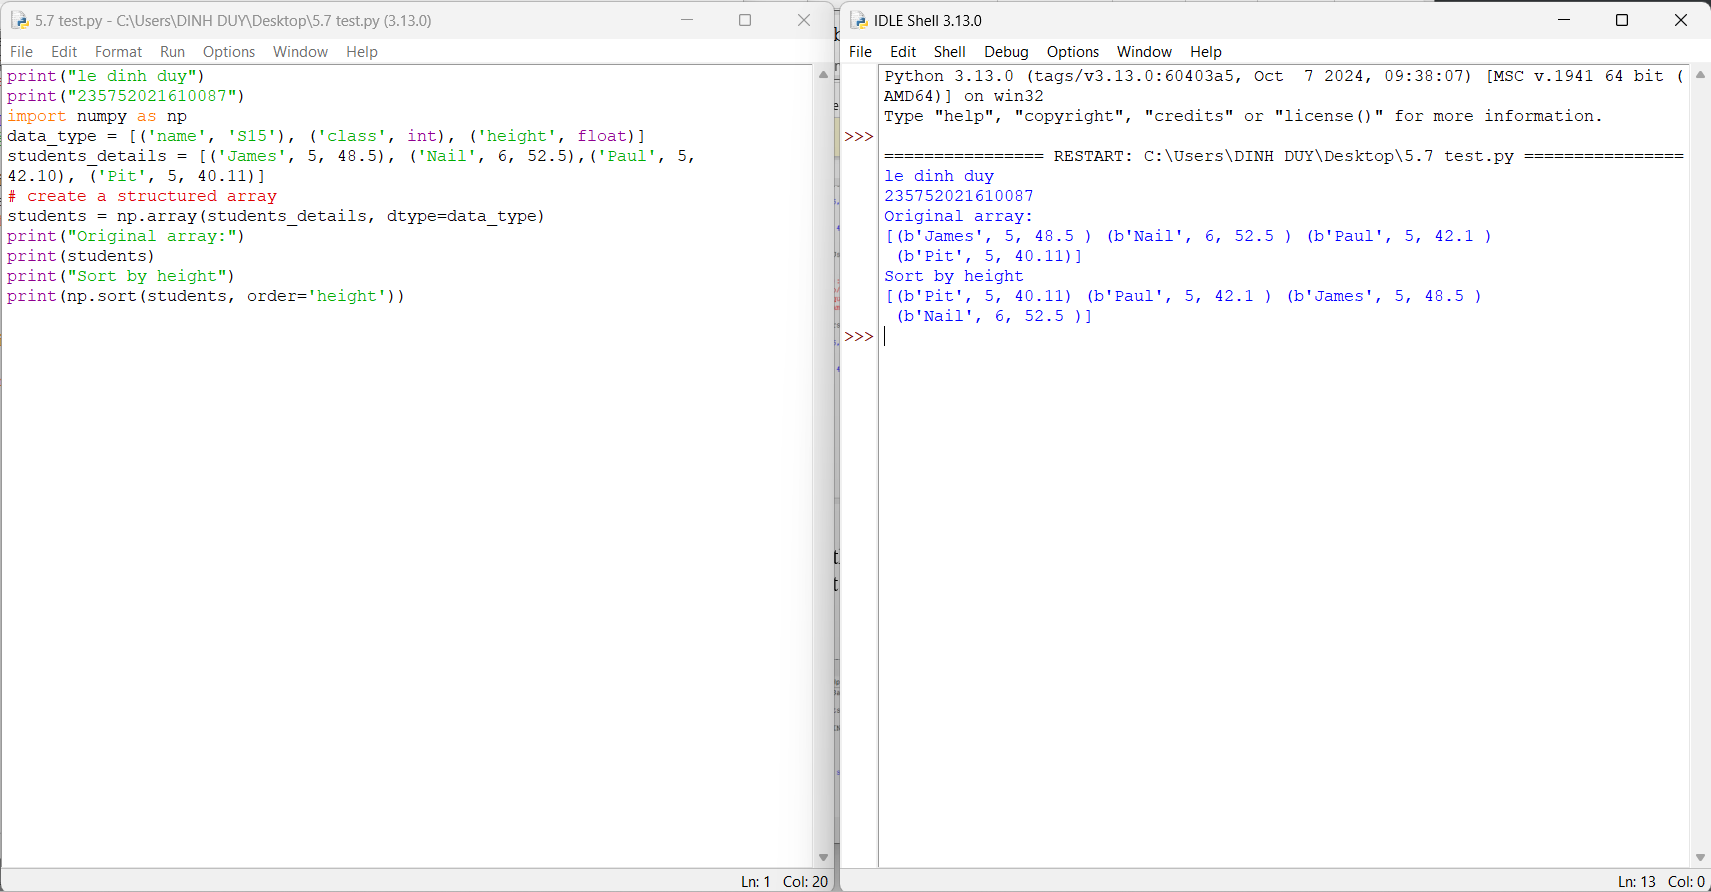 5.7 test.py - C:\Users\DINH DUY\Desktop\5.7 test.py (3.13.0)
File Edit Format Run Options Window Help
print("le dinh duy")
print("235752021610087")
import numpy as np
data_type = [('name', 'S15'), ('class', int), ('height', float)]
students_details = [('James', 5, 48.5), ('Nail', 6, 52.5),('Paul', 5,
42.10), ('Pit', 5, 40.11)]
# create a structured array
students = np.array(students_details, dtype=data_type)
print("Original array:")
print(students)
print("Sort by height")
print(np.sort(students, order='height'))
Ln: 1 Col: 20
IDLE Shell 3.13.0
File Edit Shell Debug Options Window Help
Python 3.13.0 (tags/v3.13.0:60403a5, Oct  7 2024, 09:38:07) [MSC v.1941 64 bit (
AMD64)] on win32
Type "help", "copyright", "credits" or "license()" for more information.
>>>
================ RESTART: C:\Users\DINH DUY\Desktop\5.7 test.py ================
le dinh duy
235752021610087
Original array:
[(b'James', 5, 48.5 ) (b'Nail', 6, 52.5 ) (b'Paul', 5, 42.1 )
 (b'Pit', 5, 40.11)]
Sort by height
[(b'Pit', 5, 40.11) (b'Paul', 5, 42.1 ) (b'James', 5, 48.5 )
 (b'Nail', 6, 52.5 )]
>>>
Ln: 13 Col: 0